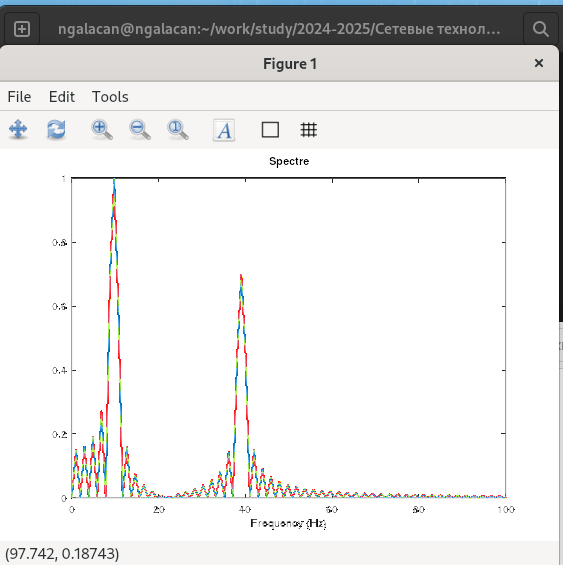 ngalacan@ngalacan:~/work/study/2024-2025/Сетевые технол...
Figure 1
File Edit Tools
A
Spectre
1
0.8
0.6
0.4
0.2
0
0 20 40 60 80 100
Frequency (Hz)
(97.742, 0.18743)